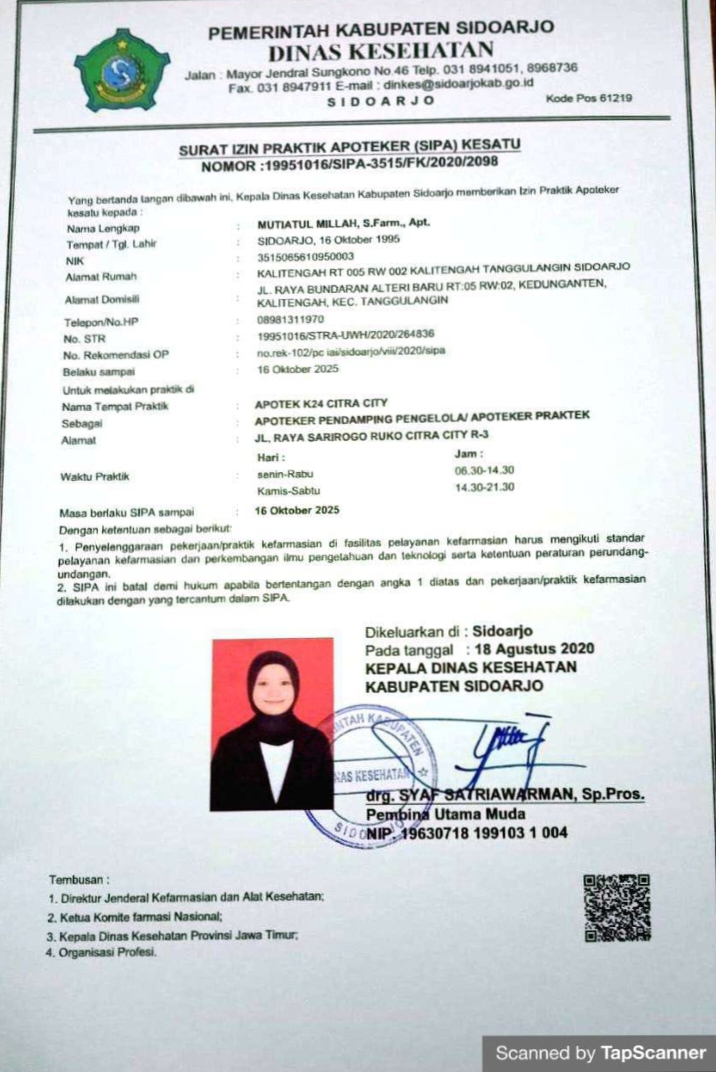 PEMERINTAH KABUPATEN SIDOARJO
DINAS KESEHATAN
Jalan : Mayor Jendral Sungkono No.46 Telp. 031 8941051, 8968736
Fax. 031 8947911 E-mail : dinkes@sidoarjokab.go.id
S I D O A R J O Kode Pos 61219
SURAT IZIN PRAKTIK APOTEKER (SIPA) KESATU
NOMOR :19951016/SIPA-3515/FK/2020/2098
Yang bertanda tangan dibawah ini, Kepala Dinas Kesehatan Kabupaten Sidoarjo memberikan Izin Praktik Apoteker
kesatu kepada :
Nama Lengkap : MUTIATUL MILLAH, S.Farm., Apt.
Tempat / Tgl. Lahir : SIDOARJO, 16 Oktober 1995
NIK : 3515065610950003
Alamat Rumah : KALITENGAH RT 005 RW 002 KALITENGAH TANGGULANGIN SIDOARJO
Alamat Domisili : JL. RAYA BUNDARAN ALTERI BARU RT:05 RW:02, KEDUNGANTEN,
KALITENGAH, KEC. TANGGULANGIN
Telepon/No.HP : 08981311970
No. STR : 19951016/STRA-UWH/2020/264836
No. Rekomendasi OP : no.rek-102/pc iai/sidoarjo/viii/2020/sipa
Belaku sampai : 16 Oktober 2025
Untuk melakukan praktik di
Nama Tempat Praktik : APOTEK K24 CITRA CITY
Sebagai : APOTEKER PENDAMPING PENGELOLA/ APOTEKER PRAKTEK
Alamat : JL, RAYA SARIROGO RUKO CITRA CITY R-3
Hari : Jam :
Waktu Praktik : senin-Rabu 06.30-14.30
Kamis-Sabtu 14.30-21.30
Masa berlaku SIPA sampai : 16 Oktober 2025
Dengan ketentuan sebagai berikut:
1. Penyelenggaraan pekerjaan/praktik kefarmasian di fasilitas pelayanan kefarmasian harus mengikuti standar
pelayanan kefarmasian dan perkembangan ilmu pengetahuan dan teknologi serta ketentuan peraturan perundang-
undangan.
2. SIPA ini batal demi hukum apabila bertentangan dengan angka 1 diatas dan pekerjaan/praktik kefarmasian
dilakukan dengan yang tercantum dalam SIPA.
Dikeluarkan di : Sidoarjo
Pada tanggal : 18 Agustus 2020
KEPALA DINAS KESEHATAN
KABUPATEN SIDOARJO
NTAH KABUPATEN
NAS KESEHATAN
SIDO
drg. SYAF SATRIAWARMAN, Sp.Pros.
Pembina Utama Muda
NIP. 19630718 199103 1 004
Tembusan :
1. Direktur Jenderal Kefarmasian dan Alat Kesehatan;
2. Ketua Komite farmasi Nasional;
3. Kepala Dinas Kesehatan Provinsi Jawa Timur;
4. Organisasi Profesi.
Scanned by TapScanner